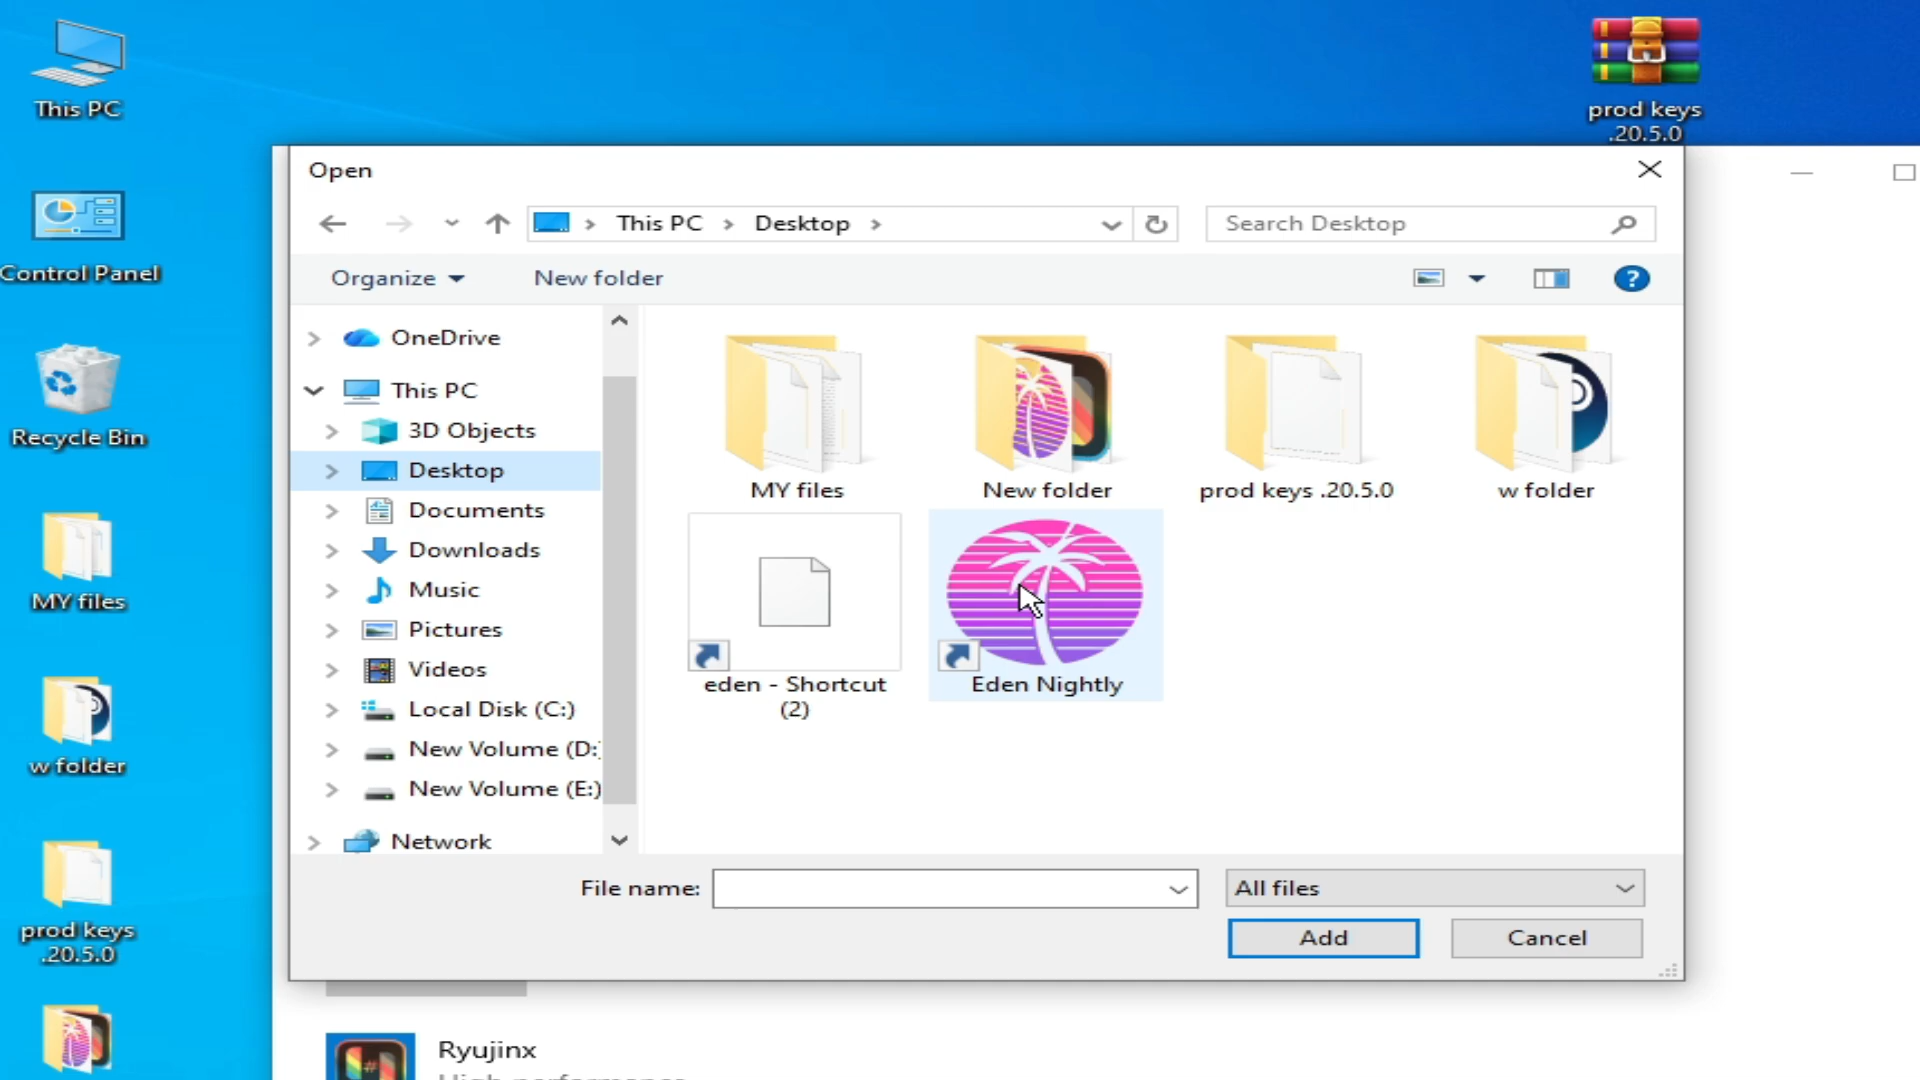 This PC
prod keys
.20.5.0
Open
This PC
Desktop
Search Desktop
Control Panel
Organize
New folder
?
OneDrive
This PC
3D Objects
Desktop
Documents
Downloads
Music
Pictures
Videos
Local Disk (C:)
New Volume (D:
New Volume (E:)
Network
MY files
New folder
prod keys .20.5.0
w folder
eden - Shortcut
(2)
Eden Nightly
Recycle Bin
MY files
w folder
prod keys
.20.5.0
File name:
All files
Add
Cancel
Ryujinx
High performance